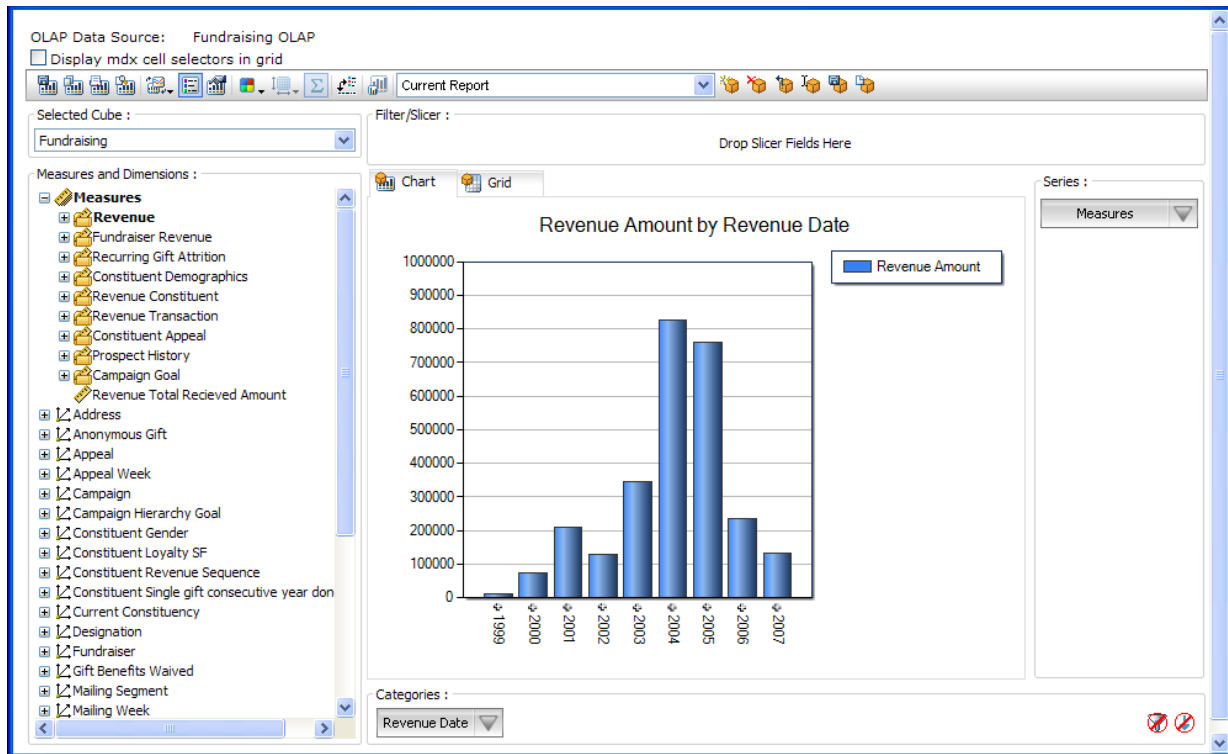 OLAP Data Source: Fundraising OLAP
Display mdx cell selectors in grid
Current Report
Selected Cube :
Fundraising
Filter/Slicer :
Drop Slicer Fields Here
Measures and Dimensions :
Measures
Revenue
Fundraiser Revenue
Recurring Gift Attrition
Constituent Demographics
Revenue Constituent
Revenue Transaction
Constituent Appeal
Prospect History
Campaign Goal
Revenue Total Recieved Amount
Address
Anonymous Gift
Appeal
Appeal Week
Campaign
Campaign Hierarchy Goal
Constituent Gender
Constituent Loyalty SF
Constituent Revenue Sequence
Constituent Single gift consecutive year don
Current Constituency
Designation
Fundraiser
Gift Benefits Waived
Mailing Segment
Mailing Week
Chart
Grid
Revenue Amount by Revenue Date
Revenue Amount
1000000
900000
800000
700000
600000
500000
400000
300000
200000
100000
0
1999
2000
2001
2002
2003
2004
2005
2006
2007
Series :
Measures
Categories :
Revenue Date